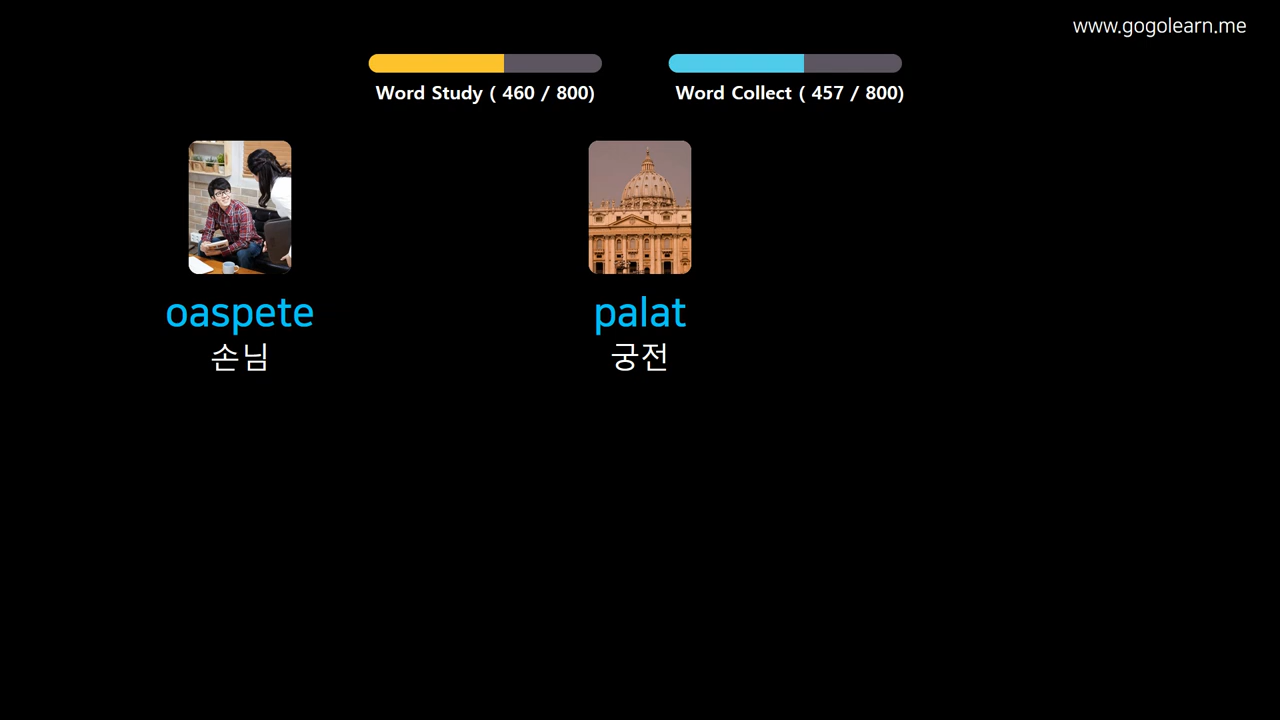 www.gogolearn.me
Word Study ( 460 / 800)
Word Collect ( 457 / 800)
oaspete
손님
palat
궁전